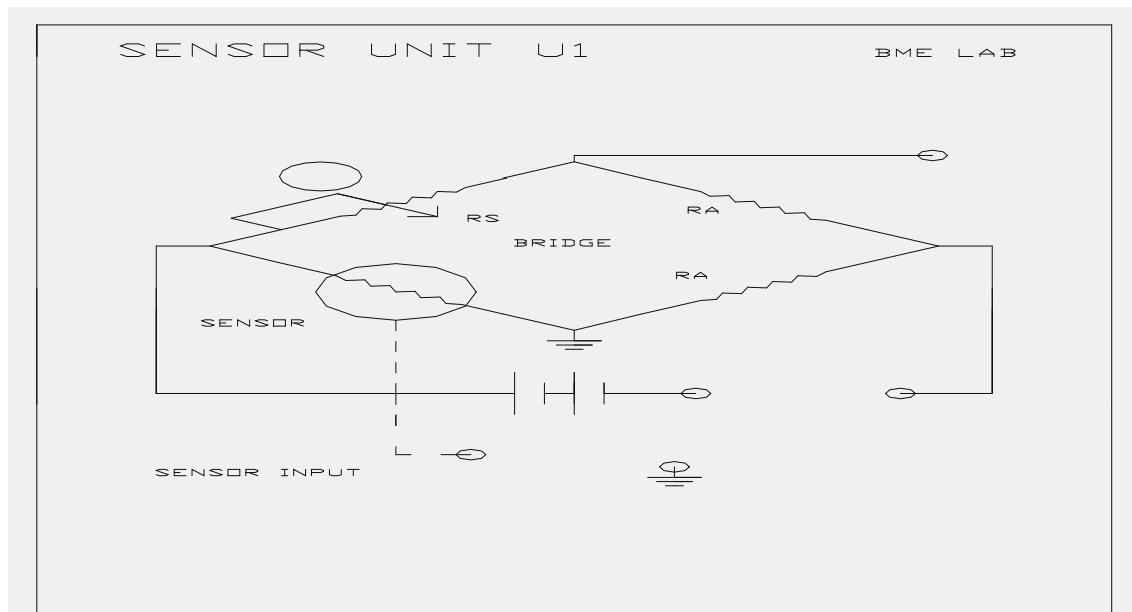 SENSOR UNIT U1
BME LAB
RS
RA
BRIDGE
RA
SENSOR
SENSOR INPUT